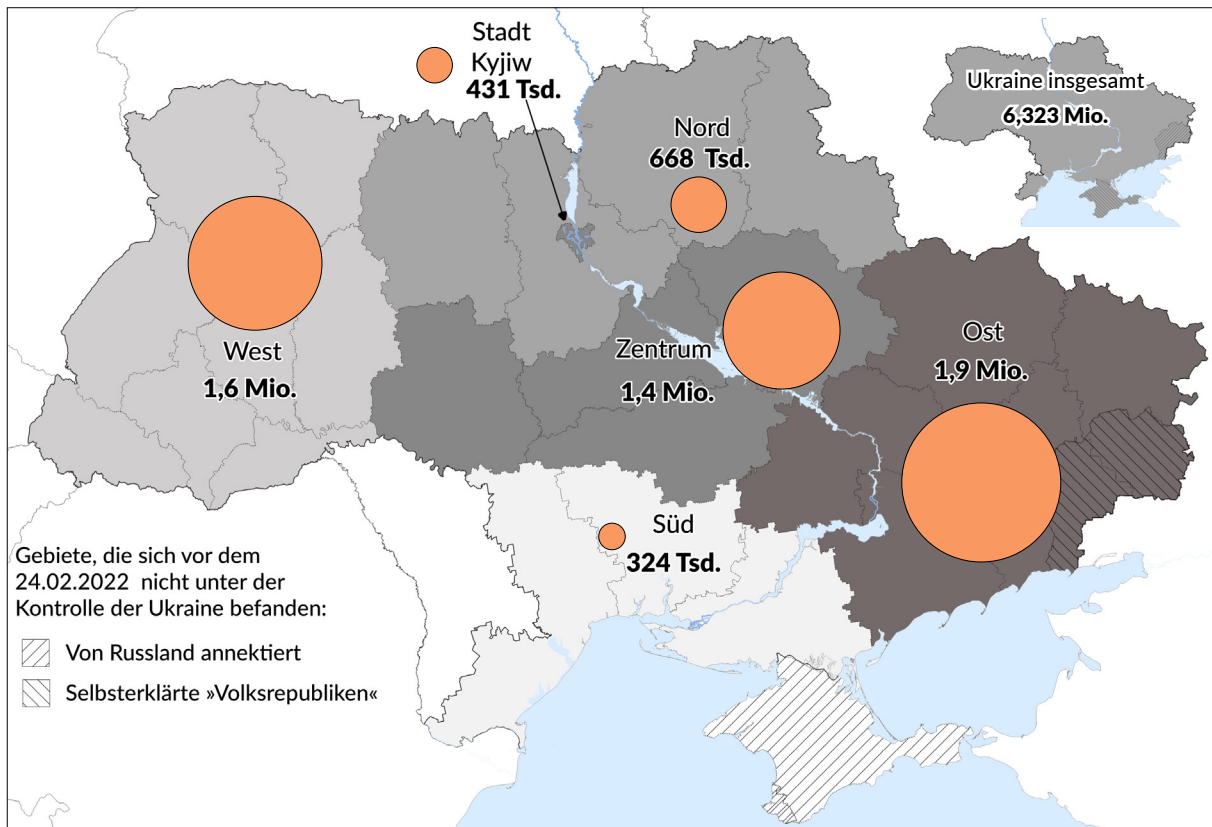 Stadt
Kyjiw
431 Tsd.
Ukraine insgesamt
6,323 Mio.
Nord
668 Tsd.
West
1,6 Mio.
Zentrum
1,4 Mio.
Ost
1,9 Mio.
Süd
324 Tsd.
Gebiete, die sich vor dem
24.02.2022 nicht unter der
Kontrolle der Ukraine befanden:
Von Russland annektiert
Selbsterklärte »Volksrepubliken«